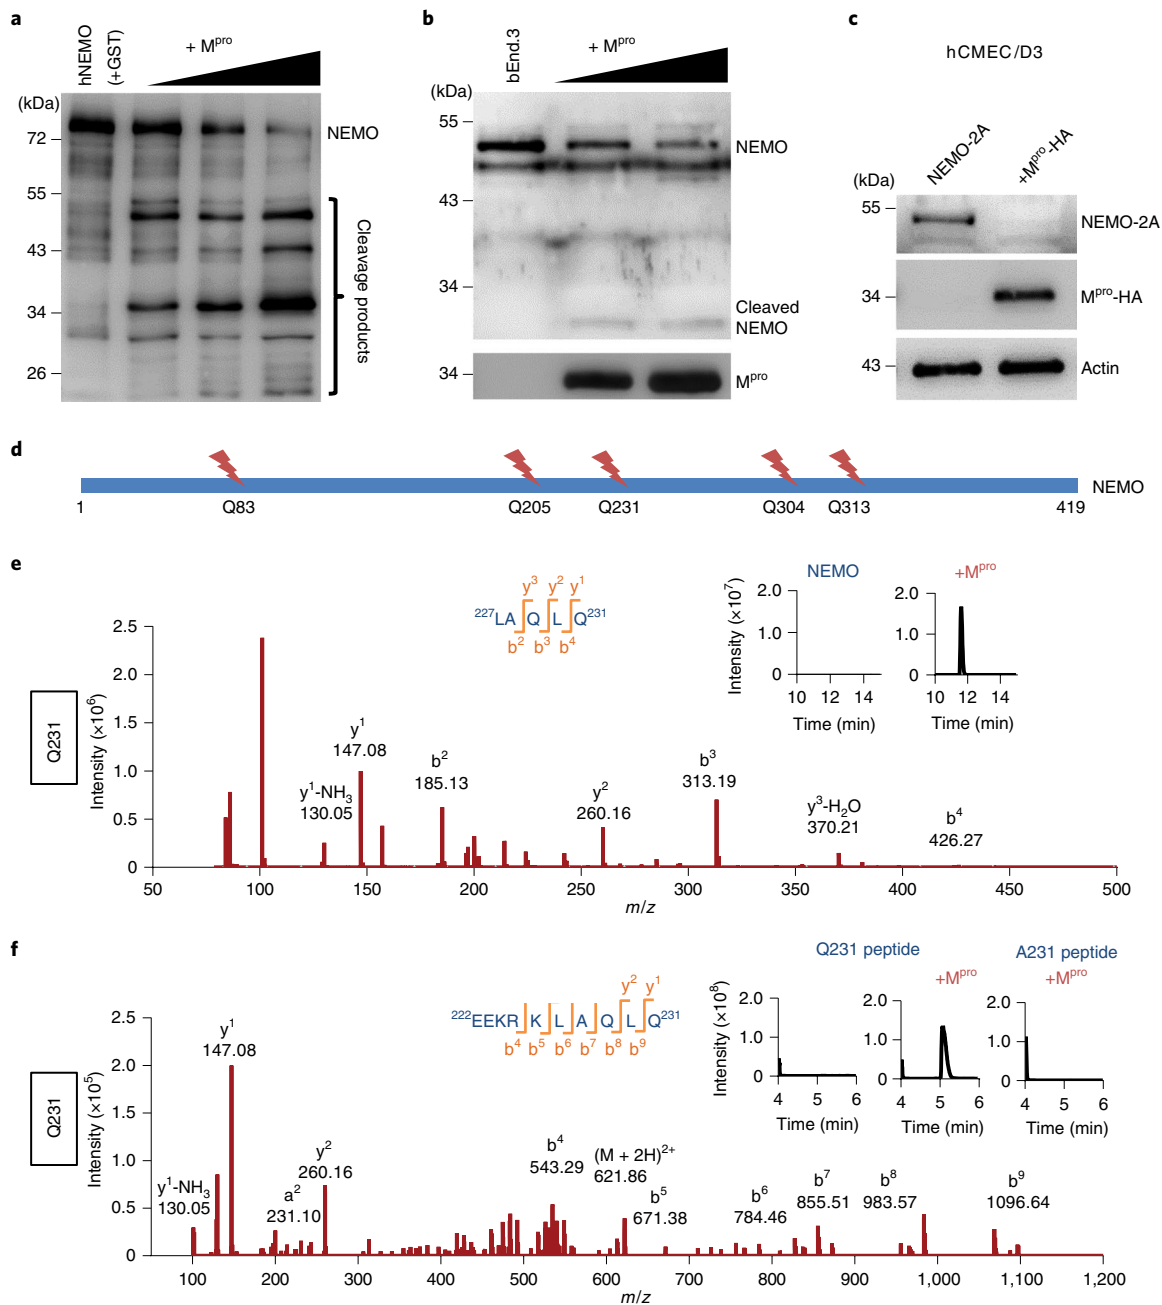 a
hNEMO
(+GST)
+ Mpro
(kDa)
72
55
43
34
26
NEMO
Cleavage products
b
bEnd.3
+ Mpro
(kDa)
55
43
34
34
NEMO
Cleaved
NEMO
Mpro
c
hCMEC/D3
NEMO-2A
+Mpro-HA
(kDa)
55
NEMO-2A
34
Mpro-HA
43
Actin
d
NEMO
1
Q83
Q205
Q231
Q304
Q313
419
e
Q231
Intensity (×10⁶)
2.5
2.0
1.5
1.0
0.5
0
50
100
150
200
250
300
350
400
450
500
m/z
y³ y² y¹
²²⁷LA Q L Q²³¹
b² b³ b⁴
y¹-NH₃
130.05
y¹
147.08
b²
185.13
y²
260.16
b³
313.19
y³-H₂O
370.21
b⁴
426.27
NEMO
+Mpro
Intensity (×10⁷)
2.0
1.0
0
10 12 14
Time (min)
2.0
1.0
0
10 12 14
Time (min)
f
Q231
Intensity (×10⁵)
2.5
2.0
1.5
1.0
0.5
0
100
200
300
400
500
600
700
800
900
1,000
1,100
1,200
m/z
y² y¹
²²²EEKR K L A Q L Q²³¹
b⁴ b⁵ b⁶ b⁷ b⁸ b⁹
y¹-NH₃
130.05
y¹
147.08
a²
231.10
y²
260.16
b⁴
543.29
(M + 2H)²⁺
621.86
b⁵
671.38
b⁶
784.46
b⁷
855.51
b⁸
983.57
b⁹
1096.64
Q231 peptide
+Mpro
A231 peptide
+Mpro
Intensity (×10⁸)
2.0
1.0
0
4 5 6
Time (min)
2.0
1.0
0
4 5 6
Time (min)
2.0
1.0
0
4 5 6
Time (min)